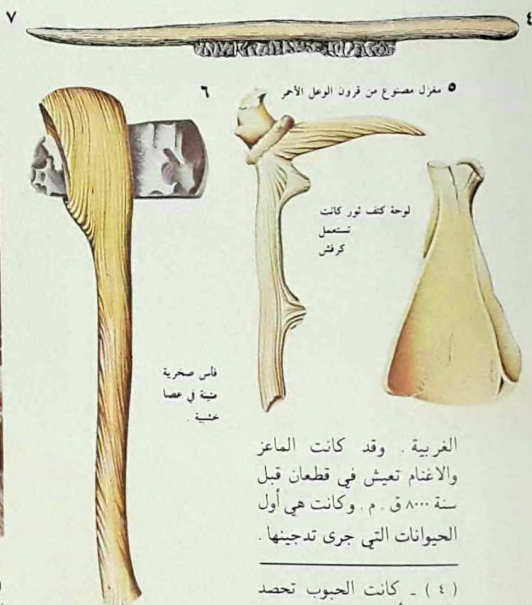 ٧
٤
٥ مغزل مصنوع من قرون الوعل الأحمر
٦
لوحة كتف ثور كانت
تستعمل
كرفش
فأس صخرية
مثبتة في عصا
خشبية .
الغربية . وقد كانت الماعز
والاغنام تعيش في قطعان قبل
سنة ٨٠٠٠ ق . م . وكانت هي أول
الحيوانات التي جرى تدجينها .
( ٤ ) ـ كانت الحبوب تحصد